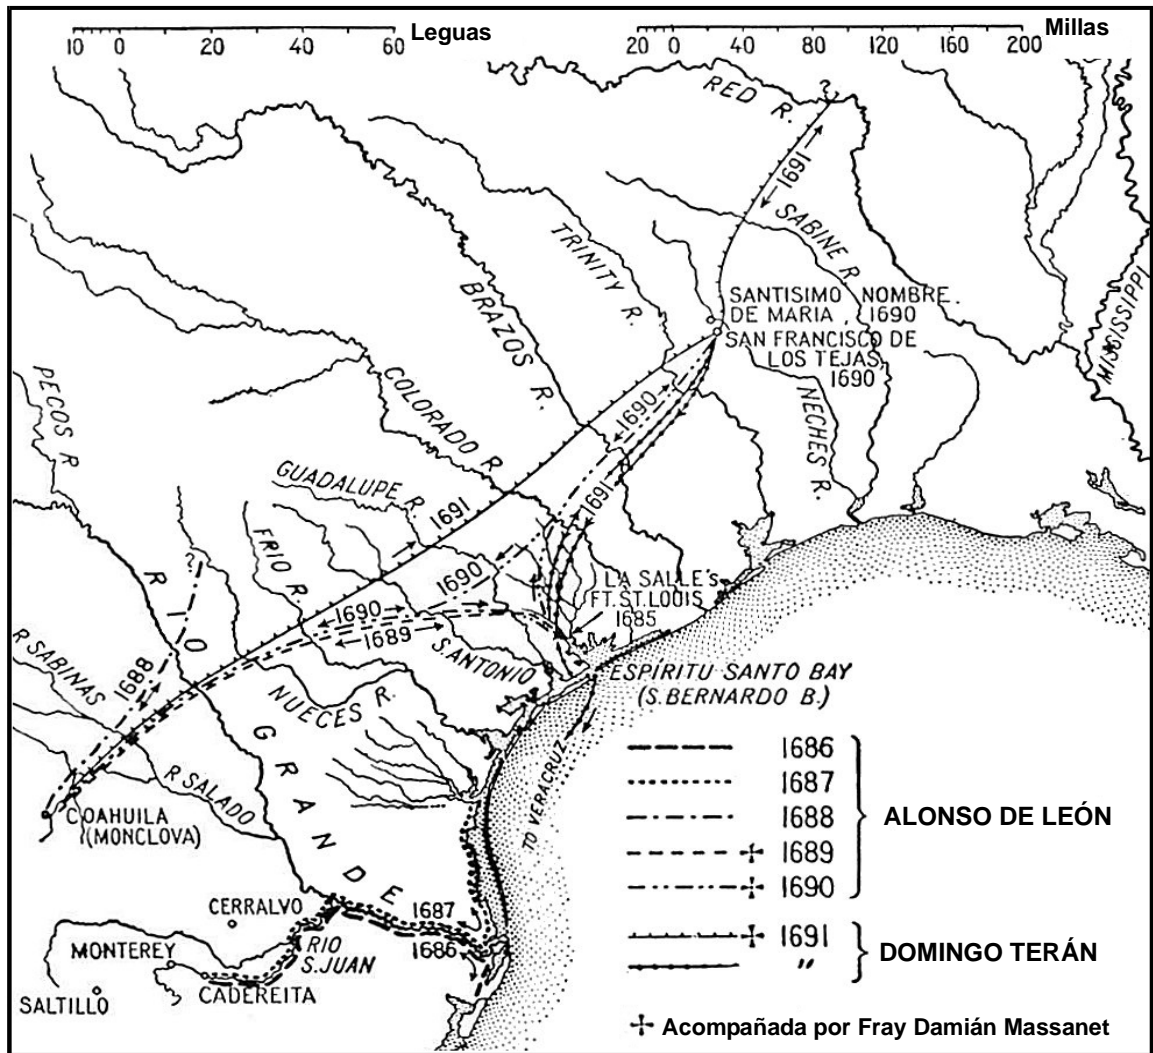 Leguas
10 0 20 40 60
Millas
20 0 40 80 120 160 200
RED R.
1691
SABINE R.
TRINITY R.
BRAZOS R.
SANTISIMO NOMBRE
DE MARIA, 1690
SAN FRANCISCO DE
LOS TEJAS,
1690
MISSISSIPPI
PECOS R
COLORADO R.
1690
NECHES R.
GUADALUPE R.
1691
1691
FRIO R.
1690
LA SALLE'S
FT. ST. LOUIS
1685
1690
1689
R SABINAS
1688
S. ANTONIO
ESPÍRITU SANTO BAY
(S. BERNARDO B.)
NUECES R.
RIO GRANDE
R SALADO
COAHUILA
(MONCLOVA)
TO VERACRUZ
1686
1687
1688
ALONSO DE LEÓN
1689
1690
CERRALVO
1687
1686
MONTEREY
RIO
S. JUAN
CADEREITA
SALTILLO
1691
DOMINGO TERÁN
"
Acompañada por Fray Damián Massanet